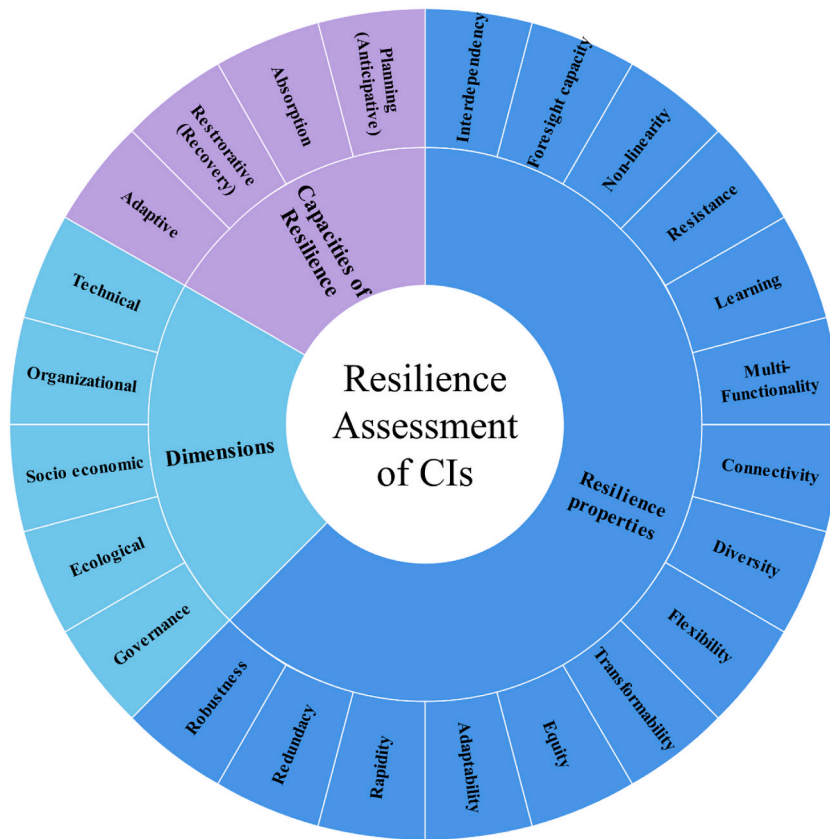 Resilience
Assessment
of CIs
Capacities of
Resilience
Adaptive
Restrorative
(Recovery)
Absorption
Planning
(Anticipative)
Resilience
properties
Interdependency
Foresight capacity
Non-linearity
Resistance
Learning
Multi-
Functionality
Connectivity
Diversity
Flexibility
Transformability
Equity
Adaptability
Rapidity
Redundacy
Robustness
Dimensions
Governance
Ecological
Socio economic
Organizational
Technical